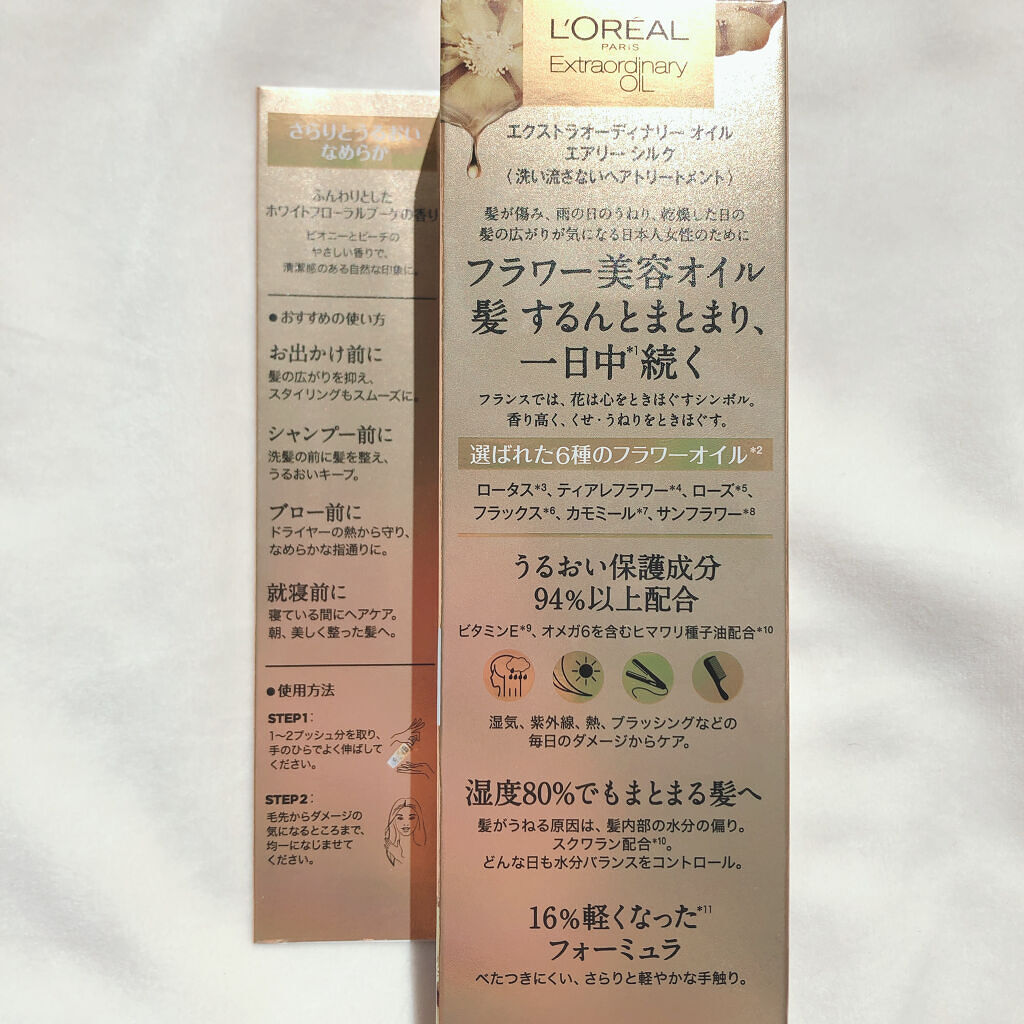 さらりとうるおい
なめらか
ふんわりとした
ホワイトフローラルブーケの香り
ピオニーとピーチの
やさしい香りで、
清潔感のある自然な印象に。
●おすすめの使い方
お出かけ前に
髪の広がりを抑え、
スタイリングもスムーズに。
シャンプー前に
洗髪の前に髪を整え、
うるおいキープ。
ブロー前に
ドライヤーの熱から守り、
なめらかな指通りに。
就寝前に
寝ている間にヘアケア。
朝、美しく整った髪へ。
●使用方法
STEP1:
1〜2プッシュ分を取り、
手のひらでよく伸ばして
ください。
STEP2:
毛先からダメージの
気になるところまで、
均一になじませて
ください。
L'ORÉAL
PARIS
Extraordinary
OIL
エクストラオーディナリー オイル
エアリー シルク
〈洗い流さないヘアトリートメント〉
髪が傷み、雨の日のうねり、乾燥した日の
髪の広がりが気になる日本人女性のために
フラワー美容オイル
髪 するんとまとまり、
一日中*1続く
フランスでは、花は心をときほぐすシンボル。
香り高く、くせ・うねりをときほぐす。
選ばれた6種のフラワーオイル*2
ロータス*3、ティアレフラワー*4、ローズ*5、
フラックス*6、カモミール*7、サンフラワー*8
うるおい保護成分
94%以上配合
ビタミンE*9、オメガ6を含むヒマワリ種子油配合*10
湿気、紫外線、熱、ブラッシングなどの
毎日のダメージからケア。
湿度80%でもまとまる髪へ
髪がうねる原因は、髪内部の水分の偏り。
スクワラン配合*10。
どんな日も水分バランスをコントロール。
16%軽くなった*11
フォーミュラ
べたつきにくい、さらりと軽やかな手触り。